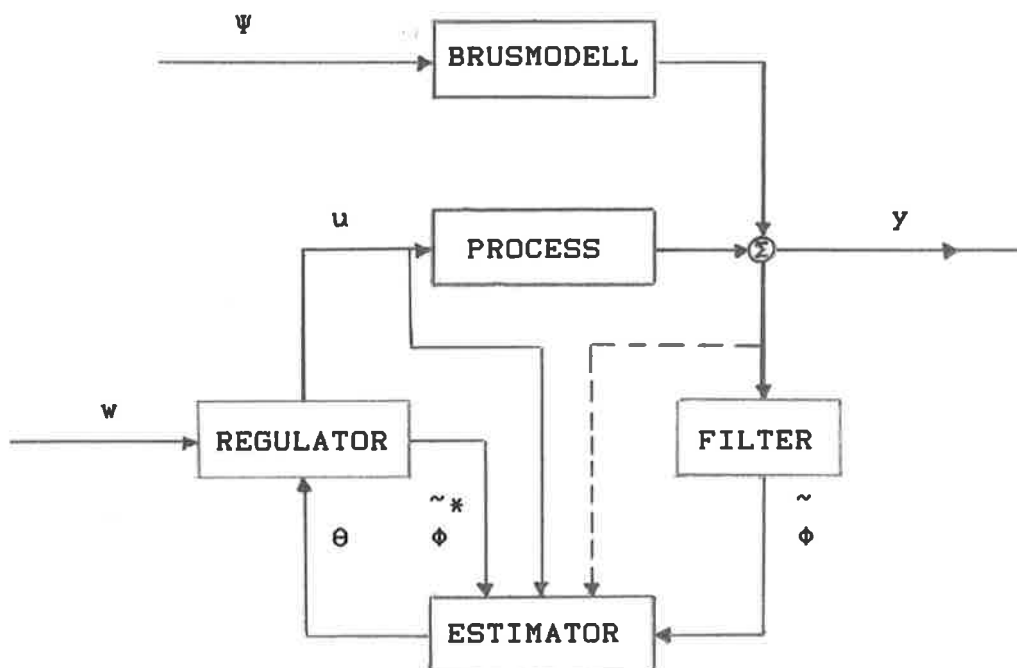 Ψ
BRUSMODELL
u
y
PROCESS
Σ
w
REGULATOR
FILTER
θ
~*
Φ
~
Φ
ESTIMATOR